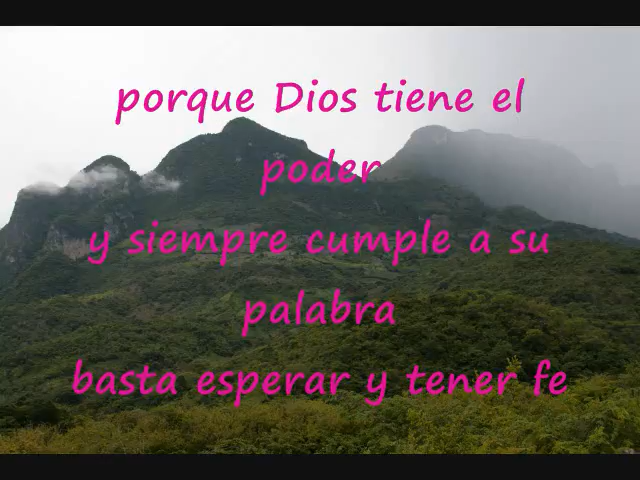 porque Dios tiene el
poder
y siempre cumple a su
palabra
basta esperar y tener fe